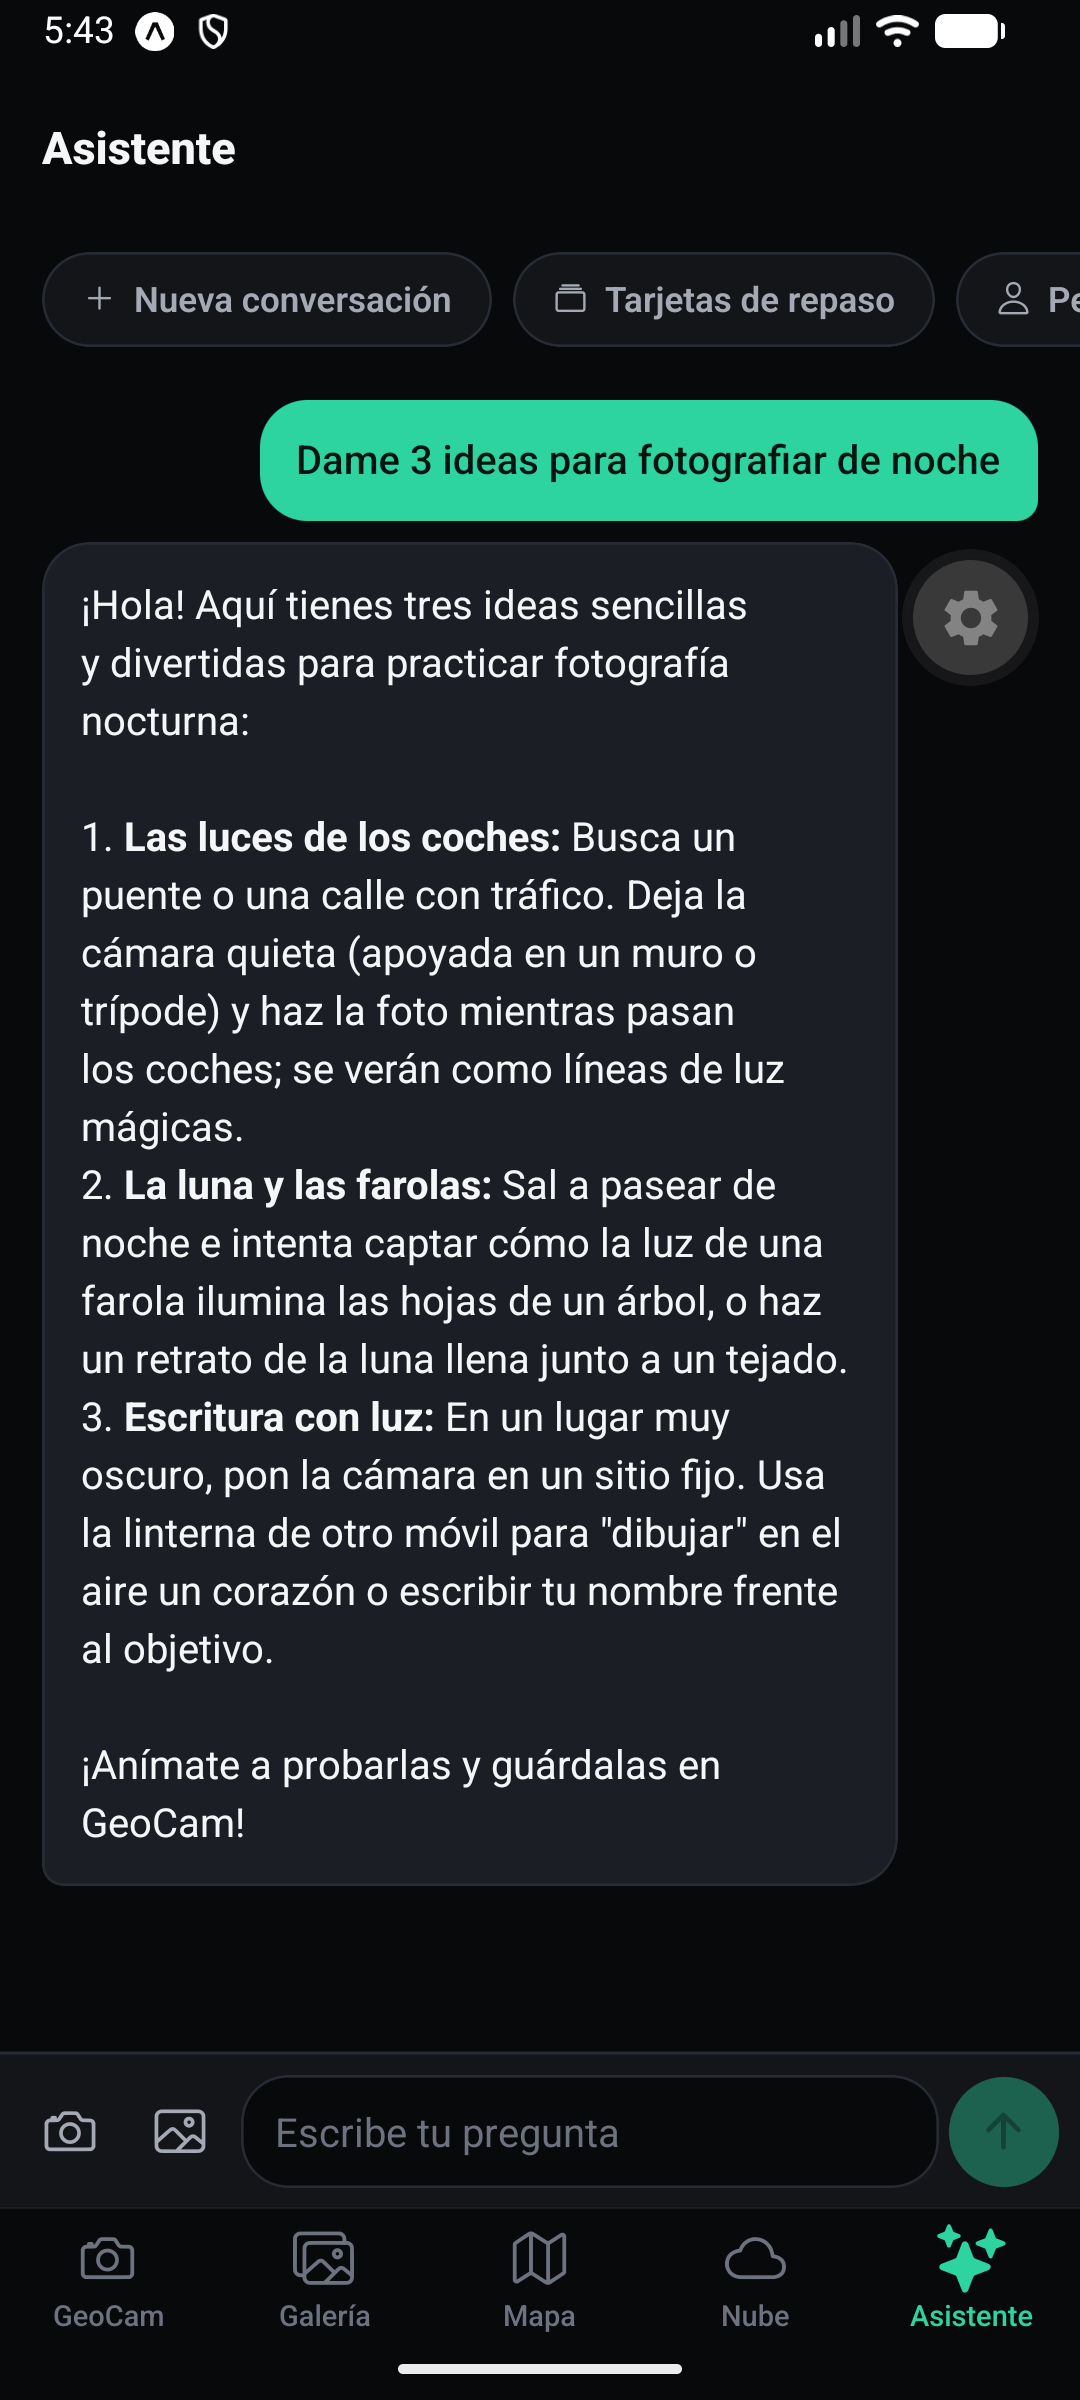 5:43
Asistente
Nueva conversación
Tarjetas de repaso
Pe
Dame 3 ideas para fotografiar de noche
¡Hola! Aquí tienes tres ideas sencillas
y divertidas para practicar fotografía
nocturna:
1. Las luces de los coches: Busca un
puente o una calle con tráfico. Deja la
cámara quieta (apoyada en un muro o
trípode) y haz la foto mientras pasan
los coches; se verán como líneas de luz
mágicas.
2. La luna y las farolas: Sal a pasear de
noche e intenta captar cómo la luz de una
farola ilumina las hojas de un árbol, o haz
un retrato de la luna llena junto a un tejado.
3. Escritura con luz: En un lugar muy
oscuro, pon la cámara en un sitio fijo. Usa
la linterna de otro móvil para "dibujar" en el
aire un corazón o escribir tu nombre frente
al objetivo.
¡Anímate a probarlas y guárdalas en
GeoCam!
Escribe tu pregunta
GeoCam
Galería
Mapa
Nube
Asistente